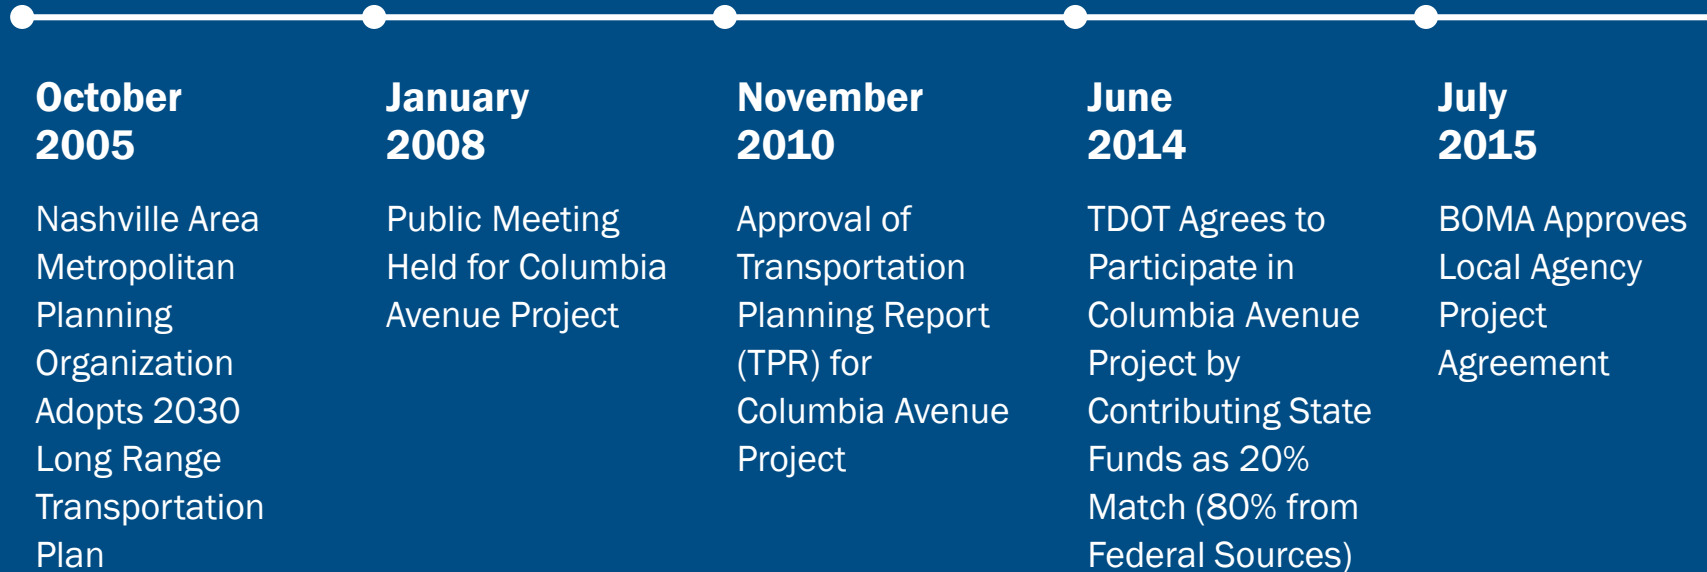 October
2005
Nashville Area
Metropolitan
Planning
Organization
Adopts 2030
Long Range
Transportation
Plan
January
2008
Public Meeting
Held for Columbia
Avenue Project
November
2010
Approval of
Transportation
Planning Report
(TPR) for
Columbia Avenue
Project
June
2014
TDOT Agrees to
Participate in
Columbia Avenue
Project by
Contributing State
Funds as 20%
Match (80% from
Federal Sources)
July
2015
BOMA Approves
Local Agency
Project
Agreement